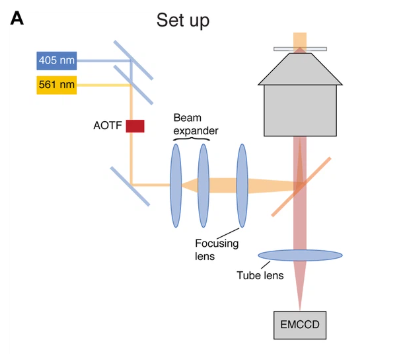 A
Set up
405 nm
561 nm
AOTF
Beam
expander
Focusing
lens
Tube lens
EMCCD